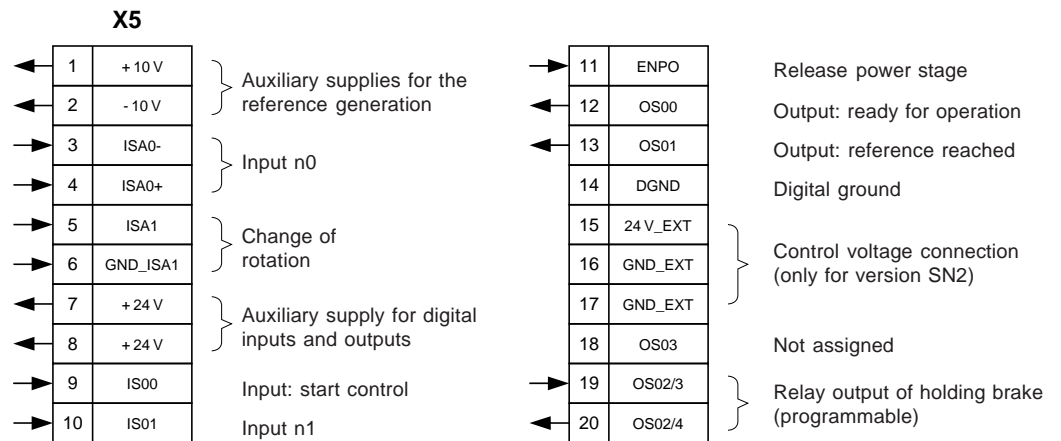 X5
1 +10 V
2 -10 V
Auxiliary supplies for the
reference generation
3 ISA0-
4 ISA0+
Input n0
5 ISA1
6 GND_ISA1
Change of
rotation
7 +24 V
8 +24 V
Auxiliary supply for digital
inputs and outputs
9 IS00 Input: start control
10 IS01 Input n1
11 ENPO Release power stage
12 OS00 Output: ready for operation
13 OS01 Output: reference reached
14 DGND Digital ground
15 24 V_EXT
16 GND_EXT
17 GND_EXT
Control voltage connection
(only for version SN2)
18 OS03 Not assigned
19 OS02/3
20 OS02/4
Relay output of holding brake
(programmable)